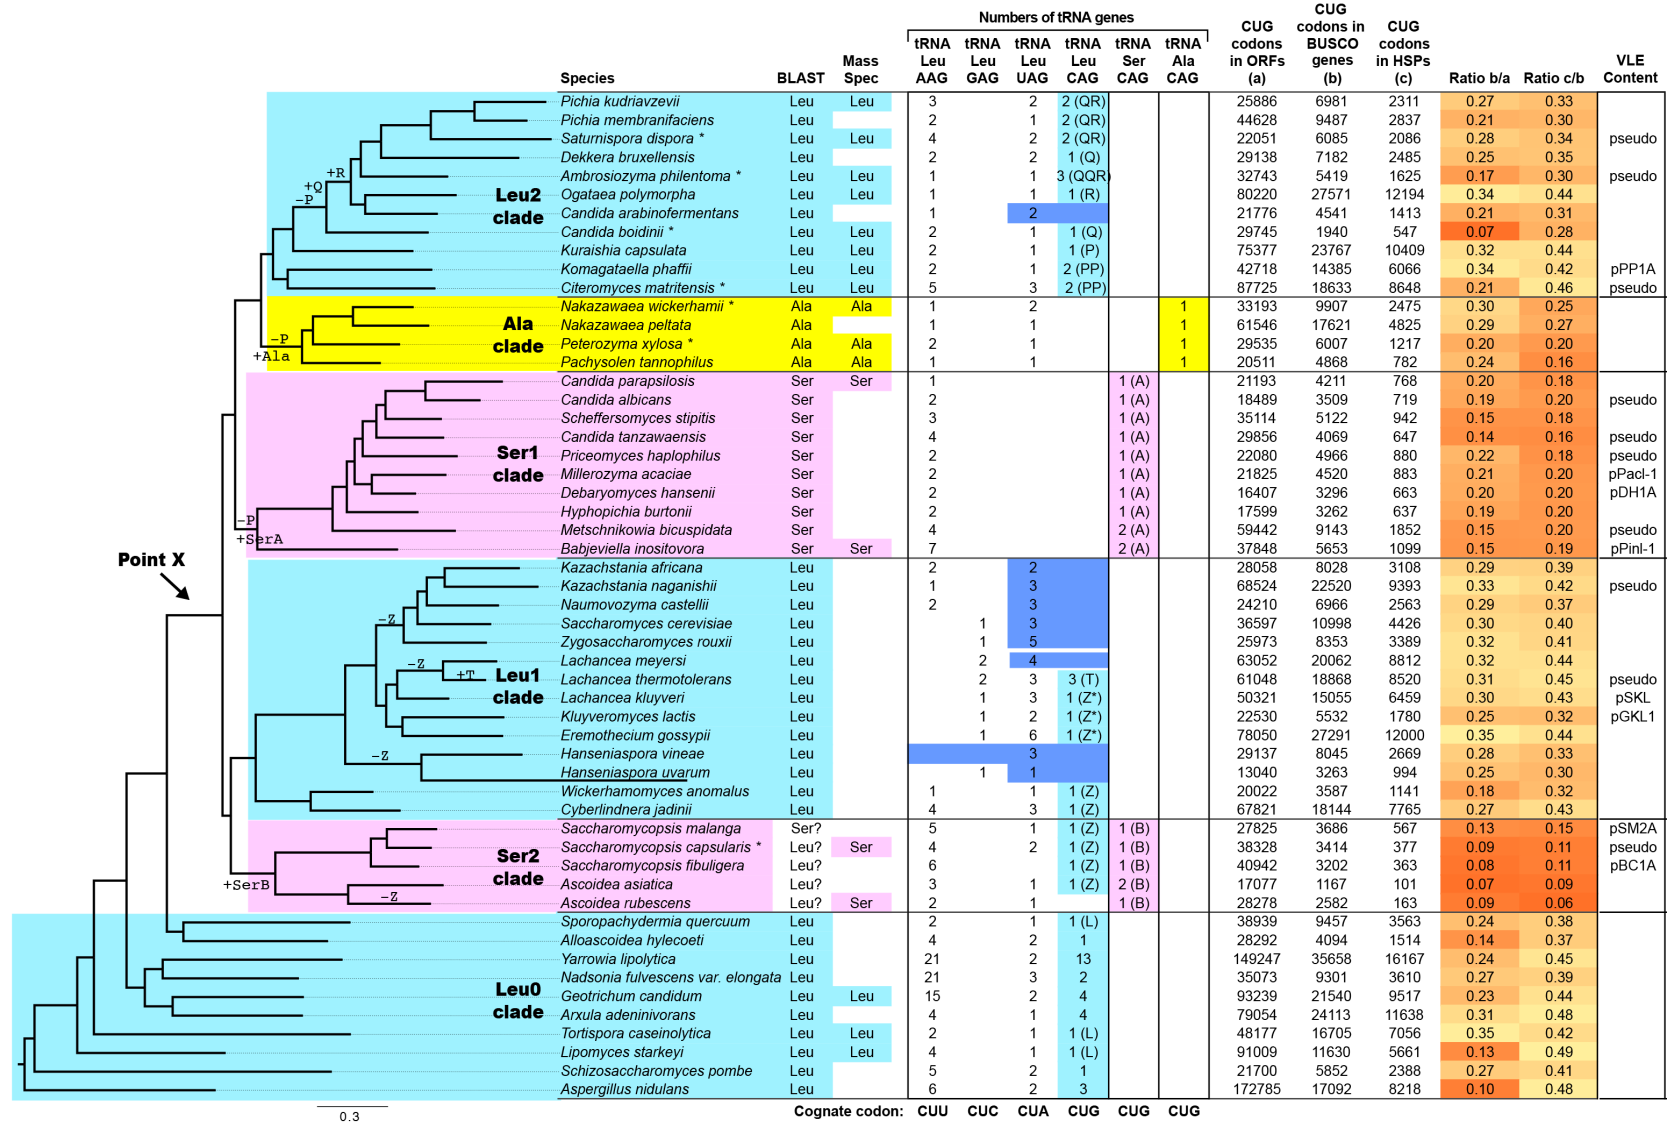 Numbers of tRNA genes
Species BLAST Mass Spec tRNA Leu AAG tRNA Leu GAG tRNA Leu UAG tRNA Leu CAG tRNA Ser CAG tRNA Ala CAG CUG codons in ORFs (a) CUG codons in BUSCO genes (b) CUG codons in HSPs (c) Ratio b/a Ratio c/b VLE Content
Pichia kudriavzevii Leu Leu 3 2 2 (QR) 25886 6981 2311 0.27 0.33
Pichia membranifaciens Leu 2 1 2 (QR) 44628 9487 2837 0.21 0.30
Saturnispora dispora * Leu Leu 4 2 2 (QR) 22051 6085 2086 0.28 0.34 pseudo
Dekkera bruxellensis Leu 2 2 1 (Q) 29138 7182 2485 0.25 0.35
+R Ambrosiozyma philentoma * Leu Leu 1 1 3 (QQR) 32743 5419 1625 0.17 0.30 pseudo
+Q Leu2 clade Ogataea polymorpha Leu Leu 1 1 1 (R) 80220 27571 12194 0.34 0.44
−P Candida arabinofermentans Leu 1 2 21776 4541 1413 0.21 0.31
Candida boidinii * Leu Leu 2 1 1 (Q) 29745 1940 547 0.07 0.28
Kuraishia capsulata Leu Leu 2 1 1 (P) 75377 23767 10409 0.32 0.44
Komagataella phaffii Leu Leu 2 1 2 (PP) 42718 14385 6066 0.34 0.42 pPP1A
Citeromyces matritensis * Leu Leu 5 3 2 (PP) 87725 18633 8648 0.21 0.46 pseudo
Nakazawaea wickerhamii * Ala Ala 1 2 1 33193 9907 2475 0.30 0.25
Ala clade Nakazawaea peltata Ala 1 1 1 61546 17621 4825 0.29 0.27
−P +Ala Peterozyma xylosa * Ala Ala 2 1 1 29535 6007 1217 0.20 0.20
Pachysolen tannophilus Ala Ala 1 1 1 20511 4868 782 0.24 0.16
Candida parapsilosis Ser Ser 1 1 (A) 21193 4211 768 0.20 0.18
Candida albicans Ser 2 1 (A) 18489 3509 719 0.19 0.20 pseudo
Scheffersomyces stipitis Ser 3 1 (A) 35114 5122 942 0.15 0.18
Candida tanzawaensis Ser 4 1 (A) 29856 4069 647 0.14 0.16 pseudo
Ser1 clade Priceomyces haplophilus Ser 2 1 (A) 22080 4966 880 0.22 0.18 pseudo
Millerozyma acaciae Ser 2 1 (A) 21825 4520 883 0.21 0.20 pPacl-1
Debaryomyces hansenii Ser 2 1 (A) 16407 3296 663 0.20 0.20 pDH1A
Hyphopichia burtonii Ser 2 1 (A) 17599 3262 637 0.19 0.20
−P +SerA Metschnikowia bicuspidata Ser 4 2 (A) 59442 9143 1852 0.15 0.20 pseudo
Babjeviella inositovora Ser Ser 7 2 (A) 37848 5653 1099 0.15 0.19 pPinl-1
Point X Kazachstania africana Leu 2 2 28058 8028 3108 0.29 0.39
Kazachstania naganishii Leu 1 3 68524 22520 9393 0.33 0.42 pseudo
Naumovozyma castellii Leu 2 3 24210 6966 2563 0.29 0.37
−Z Saccharomyces cerevisiae Leu 1 3 36597 10998 4426 0.30 0.40
Zygosaccharomyces rouxii Leu 1 5 25973 8353 3389 0.32 0.41
−Z Lachancea meyersi Leu 2 4 63052 20062 8812 0.32 0.44
+T Leu1 clade Lachancea thermotolerans Leu 2 3 3 (T) 61048 18868 8520 0.31 0.45 pseudo
Lachancea kluyveri Leu 1 3 1 (Z*) 50321 15055 6459 0.30 0.43 pSKL
Kluyveromyces lactis Leu 1 2 1 (Z*) 22530 5532 1780 0.25 0.32 pGKL1
Eremothecium gossypii Leu 1 6 1 (Z*) 78050 27291 12000 0.35 0.44
−Z Hanseniaspora vineae Leu 3 29137 8045 2669 0.28 0.33
Hanseniaspora uvarum Leu 1 1 13040 3263 994 0.25 0.30
Wickerhamomyces anomalus Leu 1 1 1 (Z) 20022 3587 1141 0.18 0.32
Cyberlindnera jadinii Leu 4 3 1 (Z) 67821 18144 7765 0.27 0.43
Saccharomycopsis malanga Ser? 5 1 1 (Z) 1 (B) 27825 3686 567 0.13 0.15 pSM2A
Ser2 clade Saccharomycopsis capsularis * Leu? Ser 4 2 1 (Z) 1 (B) 38328 3414 377 0.09 0.11 pseudo
Saccharomycopsis fibuligera Leu? 6 1 (Z) 1 (B) 40942 3202 363 0.08 0.11 pBC1A
+SerB Ascoidea asiatica Leu? 3 1 1 (Z) 2 (B) 17077 1167 101 0.07 0.09
−Z Ascoidea rubescens Leu? Ser 2 1 1 (B) 28278 2582 163 0.09 0.06
Sporopachydermia quercuum Leu 2 1 1 (L) 38939 9457 3563 0.24 0.38
Alloascoidea hylecoeti Leu 4 2 1 28292 4094 1514 0.14 0.37
Yarrowia lipolytica Leu 21 2 13 149247 35658 16167 0.24 0.45
Nadsonia fulvescens var. elongata Leu 21 3 2 35073 9301 3610 0.27 0.39
Leu0 clade Geotrichum candidum Leu Leu 15 2 4 93239 21540 9517 0.23 0.44
Arxula adeninivorans Leu 4 1 4 79054 24113 11638 0.31 0.48
Tortispora caseinolytica Leu Leu 2 1 1 (L) 48177 16705 7056 0.35 0.42
Lipomyces starkeyi Leu Leu 4 1 1 (L) 91009 11630 5661 0.13 0.49
Schizosaccharomyces pombe Leu 5 2 1 21700 5852 2388 0.27 0.41
Aspergillus nidulans Leu 6 2 3 172785 17092 8218 0.10 0.48
0.3 Cognate codon: CUU CUC CUA CUG CUG CUG